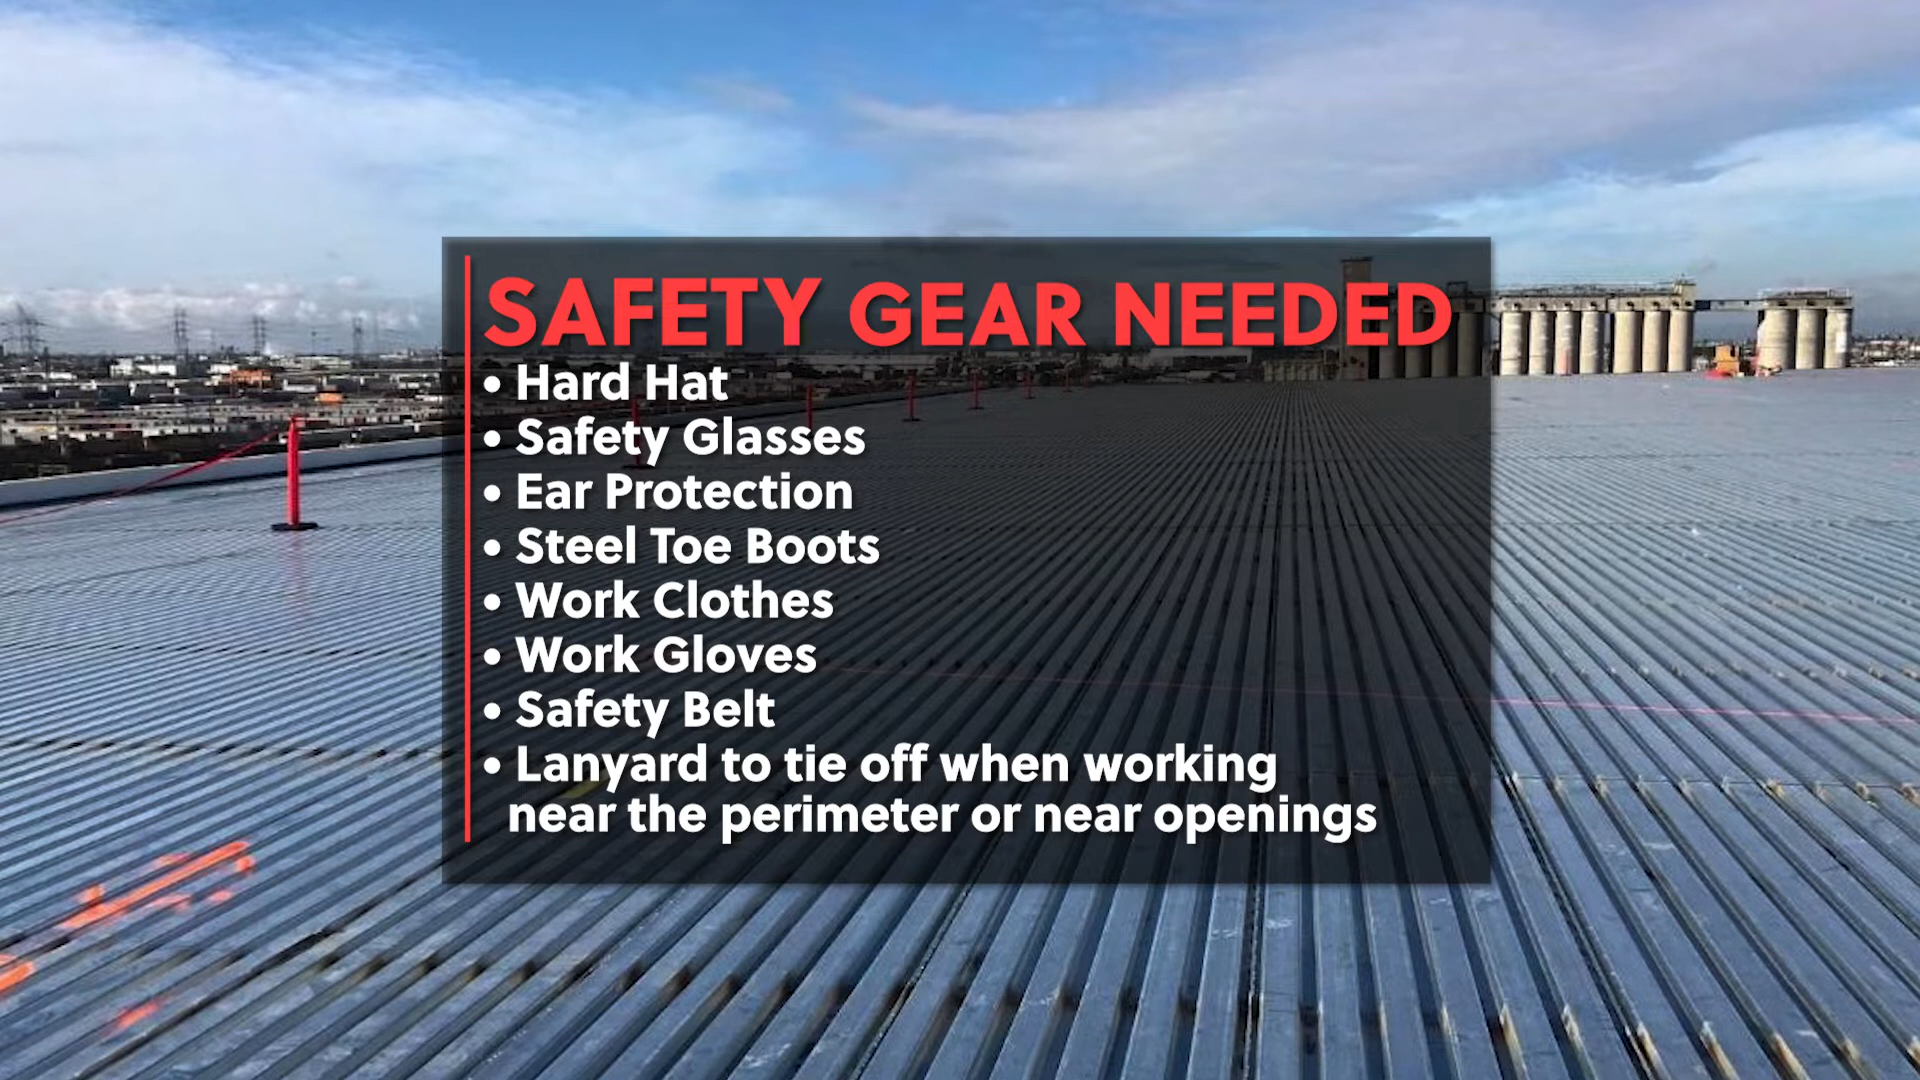 SAFETY GEAR NEEDED
• Hard Hat
• Safety Glasses
• Ear Protection
• Steel Toe Boots
• Work Clothes
• Work Gloves
• Safety Belt
• Lanyard to tie off when working
near the perimeter or near openings